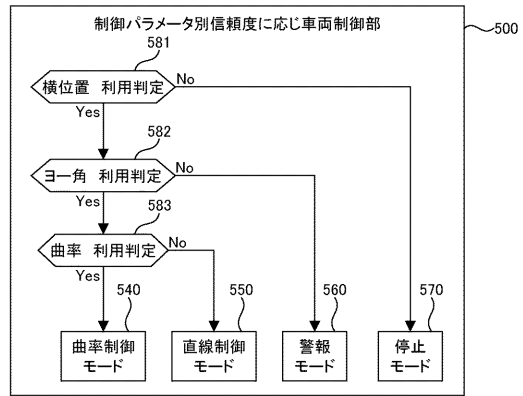 制御パラメータ別信頼度に応じ車両制御部
500
581
横位置 利用判定
No
Yes
582
ヨー角 利用判定
No
Yes
583
曲率 利用判定
No
Yes
540
550
560
570
曲率制御
モード
直線制御
モード
警報
モード
停止
モード